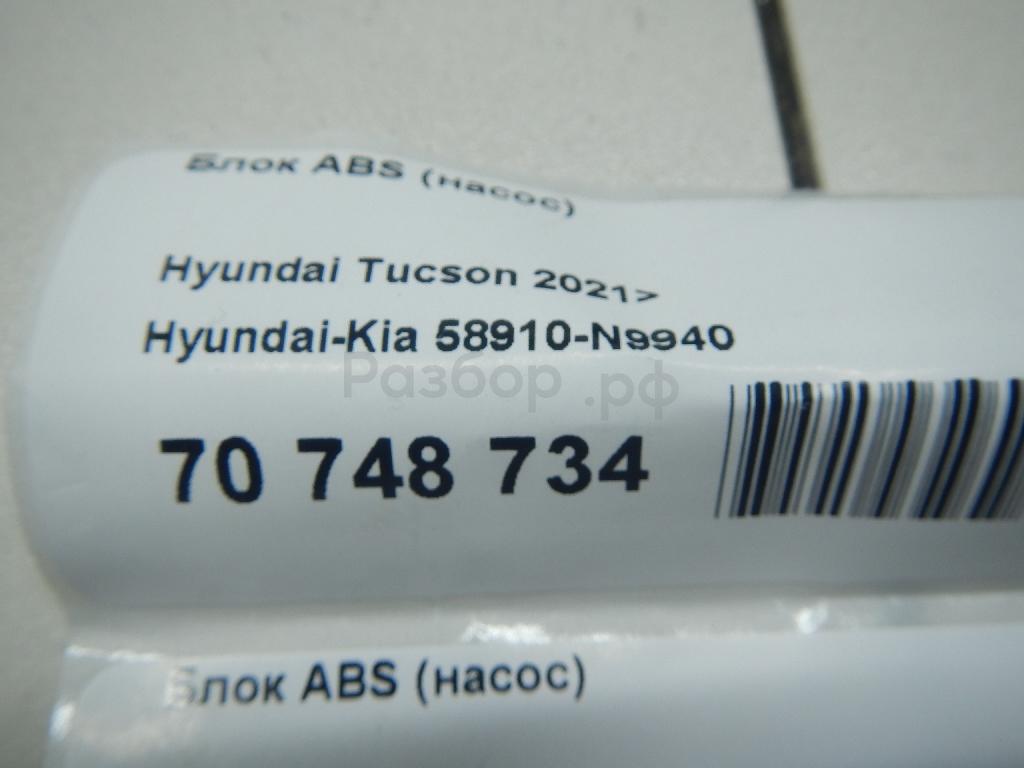 Блок ABS (насос)
Hyundai Tucson 2021>
Hyundai-Kia 58910-N9940
Разбор.рф
70 748 734
Блок ABS (насос)